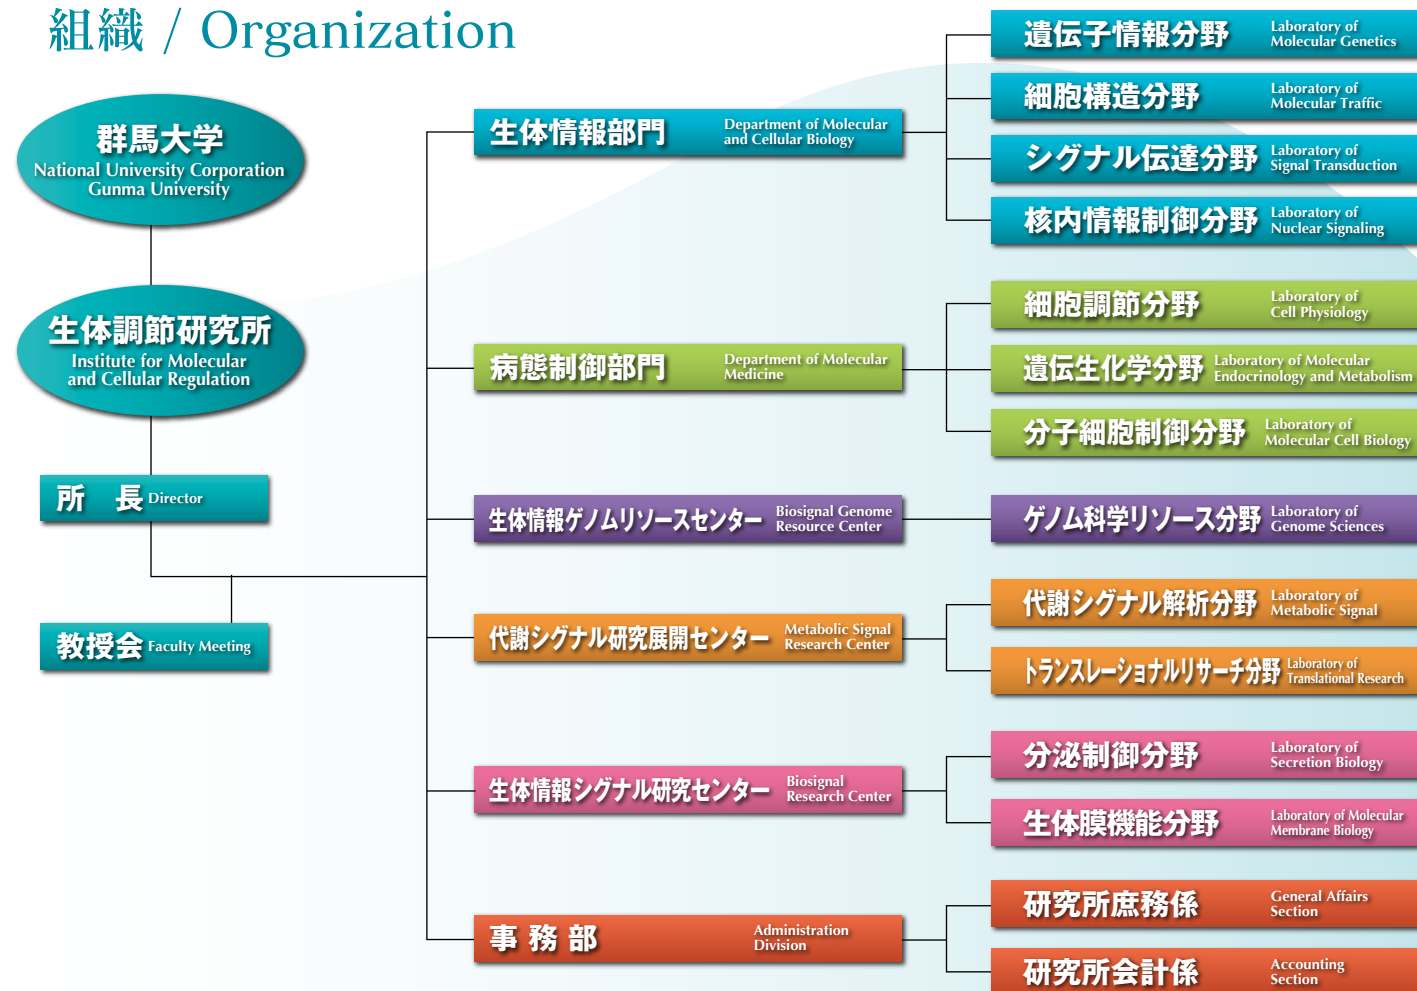 組織 / Organization
群馬大学
National University Corporation
Gunma University
生体調節研究所
Institute for Molecular
and Cellular Regulation
所　長 Director
教授会 Faculty Meeting
生体情報部門
Department of Molecular
and Cellular Biology
遺伝子情報分野
Laboratory of
Molecular Genetics
細胞構造分野
Laboratory of
Molecular Traffic
シグナル伝達分野
Laboratory of
Signal Transduction
核内情報制御分野
Laboratory of
Nuclear Signaling
病態制御部門
Department of Molecular
Medicine
細胞調節分野
Laboratory of
Cell Physiology
遺伝生化学分野
Laboratory of Molecular
Endocrinology and Metabolism
分子細胞制御分野
Laboratory of
Molecular Cell Biology
生体情報ゲノムリソースセンター
Biosignal Genome
Resource Center
ゲノム科学リソース分野
Laboratory of
Genome Sciences
代謝シグナル研究展開センター
Metabolic Signal
Research Center
代謝シグナル解析分野
Laboratory of
Metabolic Signal
トランスレーショナルリサーチ分野
Laboratory of
Translational Research
生体情報シグナル研究センター
Biosignal
Research Center
分泌制御分野
Laboratory of
Secretion Biology
生体膜機能分野
Laboratory of Molecular
Membrane Biology
事 務 部
Administration
Division
研究所庶務係
General Affairs
Section
研究所会計係
Accounting
Section